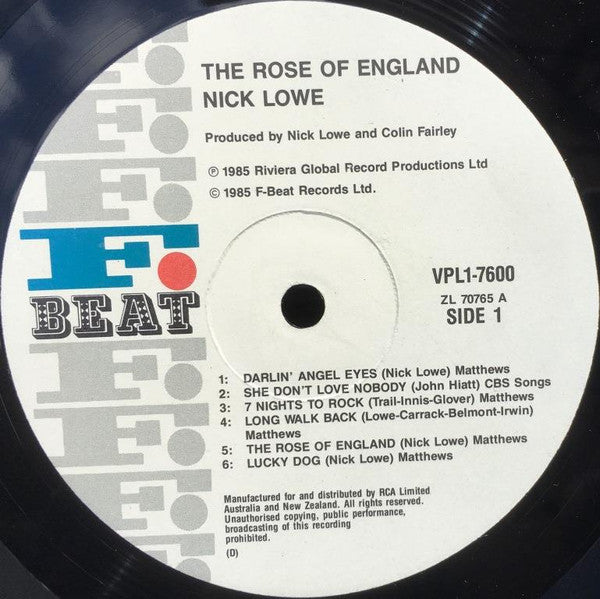 THE ROSE OF ENGLAND
NICK LOWE
Produced by Nick Lowe and Colin Fairley
℗ 1985 Riviera Global Record Productions Ltd
© 1985 F-Beat Records Ltd.
F.
F.
F.
F.
BEAT
F.
F.
F.
VPL1-7600
ZL 70765 A
SIDE 1
1: DARLIN' ANGEL EYES (Nick Lowe) Matthews
2: SHE DON'T LOVE NOBODY (John Hiatt) CBS Songs
3: 7 NIGHTS TO ROCK (Trail-Innis-Glover) Matthews
4: LONG WALK BACK (Lowe-Carrack-Belmont-Irwin)
Matthews
5: THE ROSE OF ENGLAND (Nick Lowe) Matthews
6: LUCKY DOG (Nick Lowe) Matthews
Manufactured for and distributed by RCA Limited
Australia and New Zealand. All rights reserved.
Unauthorised copying, public performance,
broadcasting of this recording
prohibited.
(D)